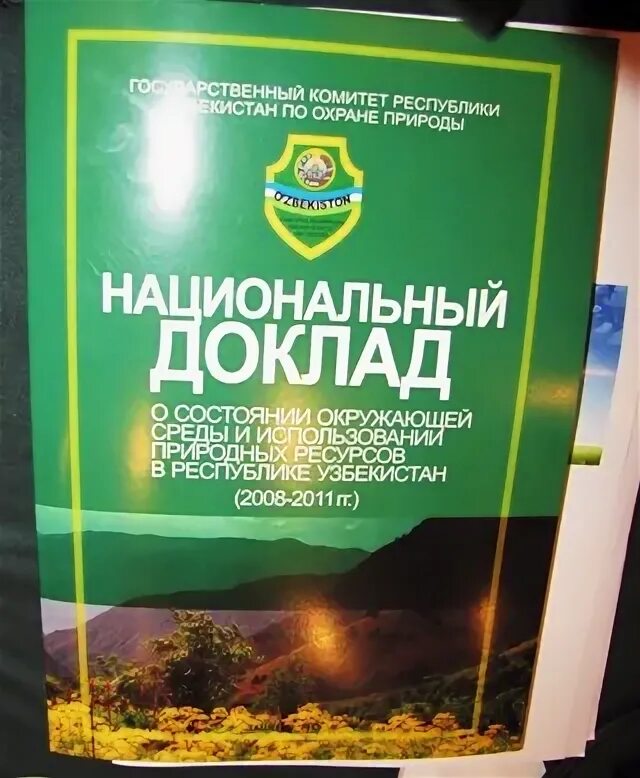 ГОСУДАРСТВЕННЫЙ КОМИТЕТ РЕСПУБЛИКИ
УЗБЕКИСТАН ПО ОХРАНЕ ПРИРОДЫ
O'ZBEKISTON
НАЦИОНАЛЬНЫЙ
ДОКЛАД
О СОСТОЯНИИ ОКРУЖАЮЩЕЙ
СРЕДЫ И ИСПОЛЬЗОВАНИИ
ПРИРОДНЫХ РЕСУРСОВ
В РЕСПУБЛИКЕ УЗБЕКИСТАН
(2008-2011 гг.)